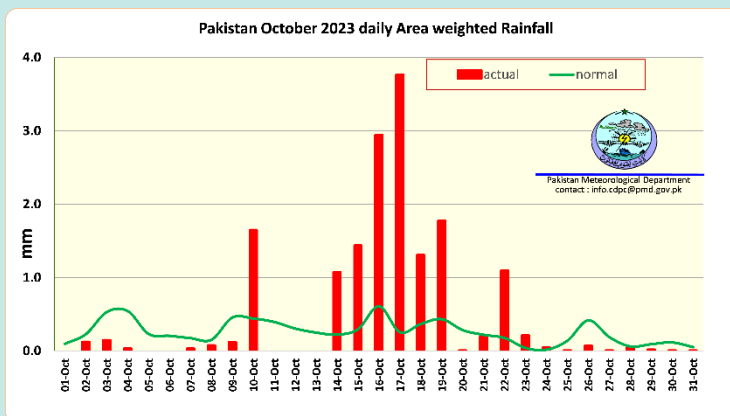 Pakistan October 2023 daily Area weighted Rainfall
4.0
3.0
2.0
1.0
0.0
mm
actual normal
Pakistan Meteorological Department
contact : info.cdpc@pmd.gov.pk
01-Oct
02-Oct
03-Oct
04-Oct
05-Oct
06-Oct
07-Oct
08-Oct
09-Oct
10-Oct
11-Oct
12-Oct
13-Oct
14-Oct
15-Oct
16-Oct
17-Oct
18-Oct
19-Oct
20-Oct
21-Oct
22-Oct
23-Oct
24-Oct
25-Oct
26-Oct
27-Oct
28-Oct
29-Oct
30-Oct
31-Oct